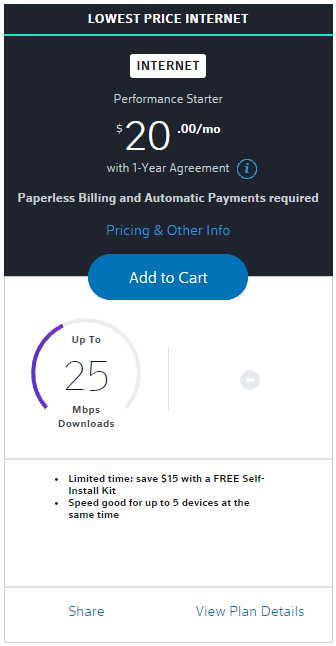 LOWEST PRICE INTERNET
INTERNET
Performance Starter
$20.00/mo
with 1-Year Agreement i
Paperless Billing and Automatic Payments required
Pricing & Other Info
Add to Cart
Up To
25
Mbps
Downloads
• Limited time: save $15 with a FREE Self-
Install Kit
• Speed good for up to 5 devices at the
same time
Share
View Plan Details